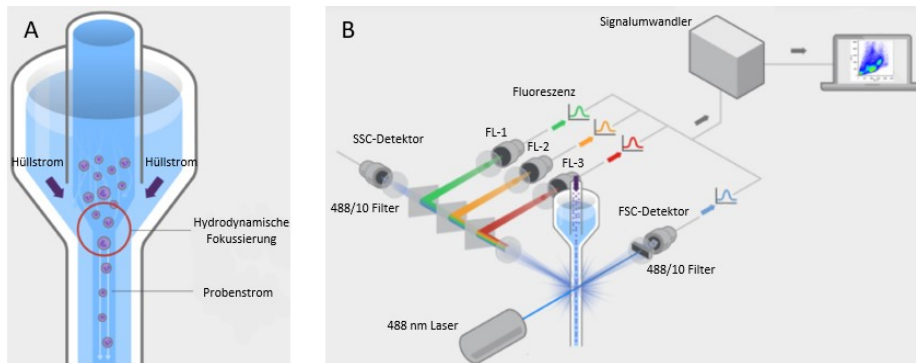 A
Hüllstrom
Hüllstrom
Hydrodynamische
Fokussierung
Probenstrom
B
Signalumwandler
Fluoreszenz
SSC-Detektor
FL-1
FL-2
FL-3
488/10 Filter
FSC-Detektor
488/10 Filter
488 nm Laser